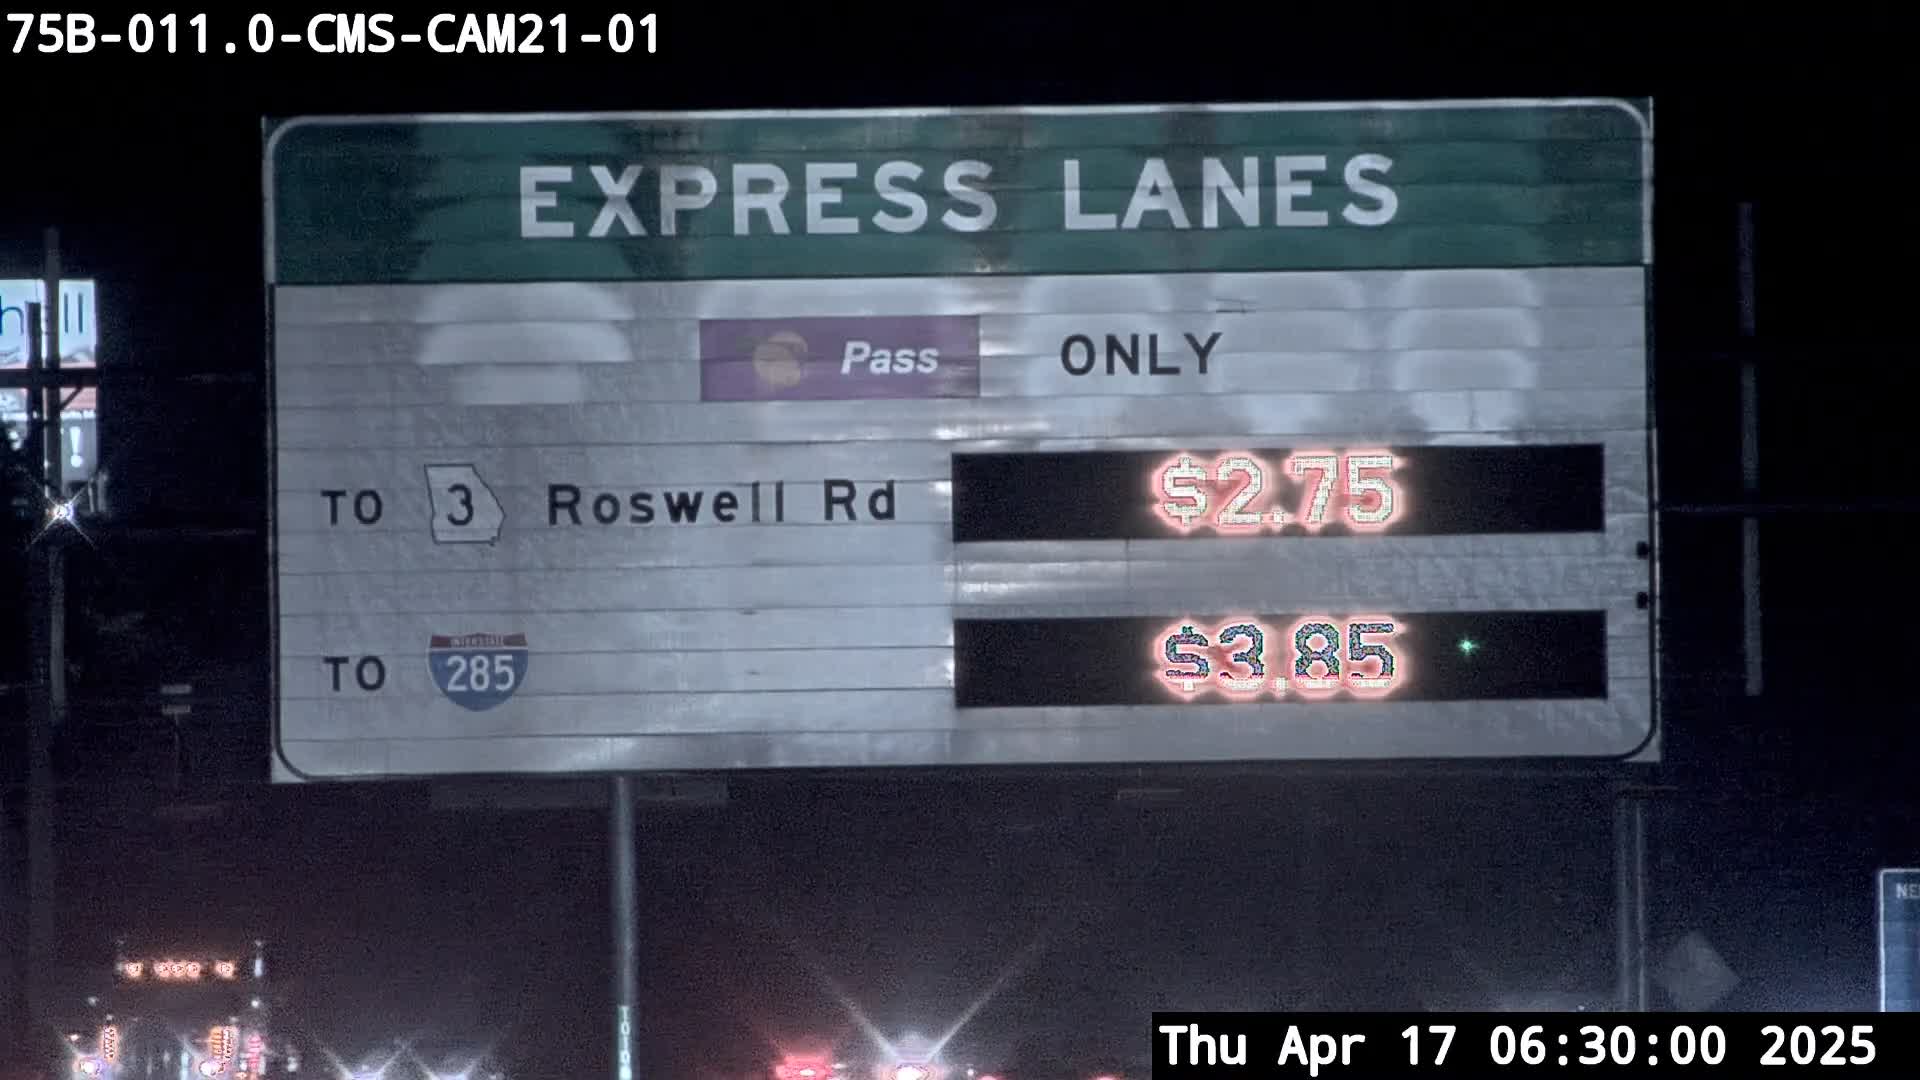 75B-011.0-CMS-CAM21-01
EXPRESS LANES
Pass ONLY
TO 3 Roswell Rd $2.75
TO INTERSTATE 285 $3.85
Thu Apr 17 06:30:00 2025